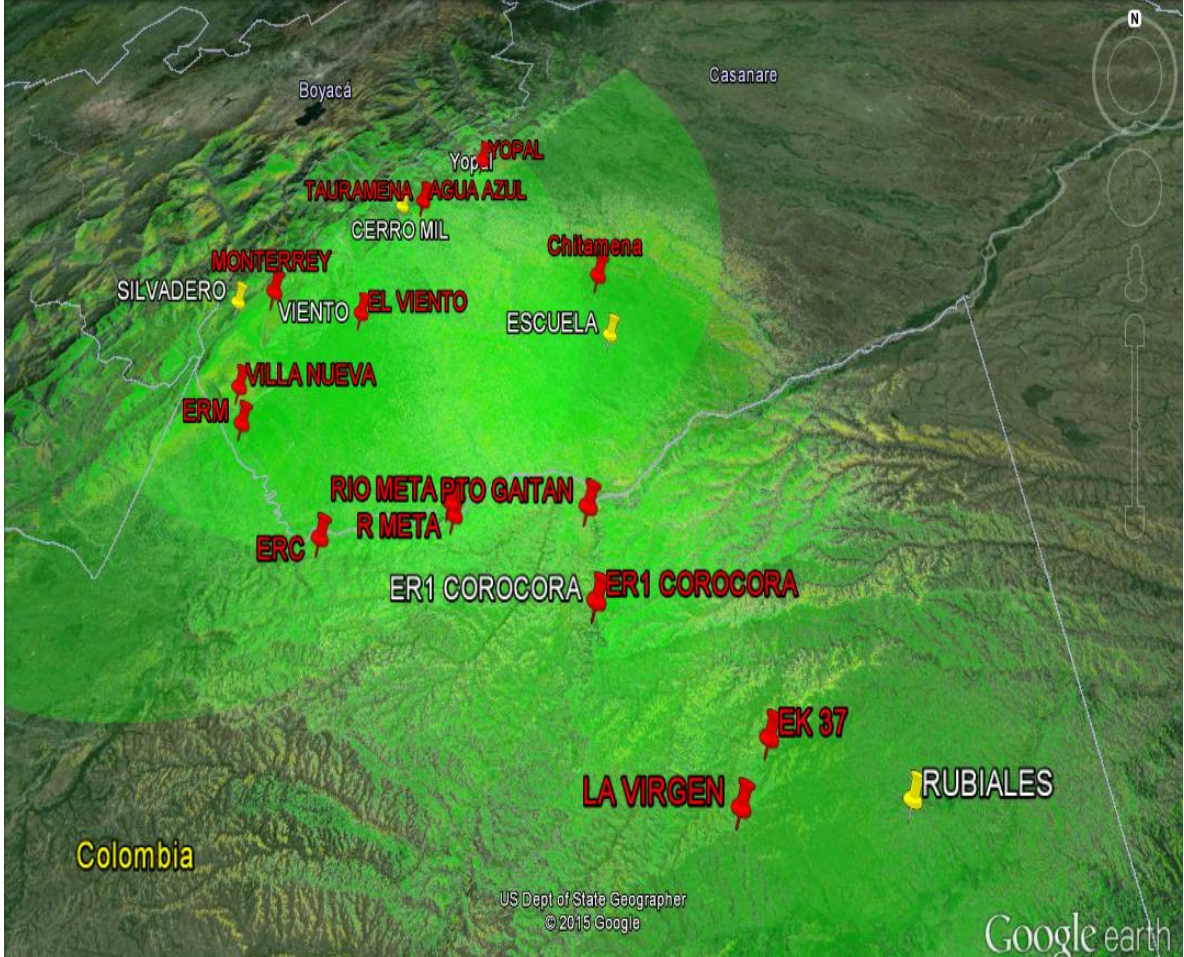 N
Casanare
Boyacá
YOPAL
Yopal
TAURAMENA
AGUA AZUL
CERRO MIL
Chitamena
MONTERREY
SILVADERO
VIENTO
EL VIENTO
ESCUELA
VILLA NUEVA
ERM
RIO META
PTO GAITAN
R META
ERC
ER1 COROCORA
ER1 COROCORA
EK 37
LA VIRGEN
RUBIALES
Colombia
US Dept of State Geographer
© 2015 Google
Google earth